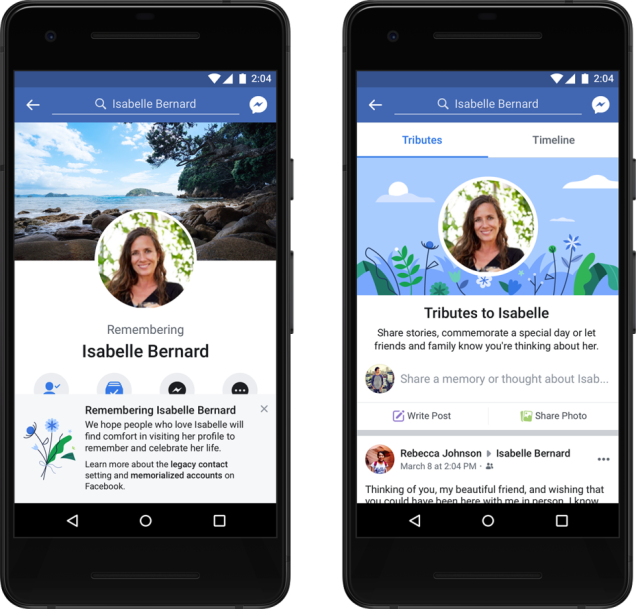 2:04
Isabelle Bernard
Remembering
Isabelle Bernard
Remembering Isabelle Bernard
We hope people who love Isabelle will
find comfort in visiting her profile to
remember and celebrate her life.
Learn more about the legacy contact
setting and memorialized accounts on
Facebook.
2:04
Isabelle Bernard
Tributes
Timeline
Tributes to Isabelle
Share stories, commemorate a special day or let
friends and family know you're thinking about her.
Share a memory or thought about Isab...
Write Post
Share Photo
Rebecca Johnson Isabelle Bernard
March 8 at 2:04 PM ·
Thinking of you, my beautiful friend, and wishing that
you could have been here with me in person. I know